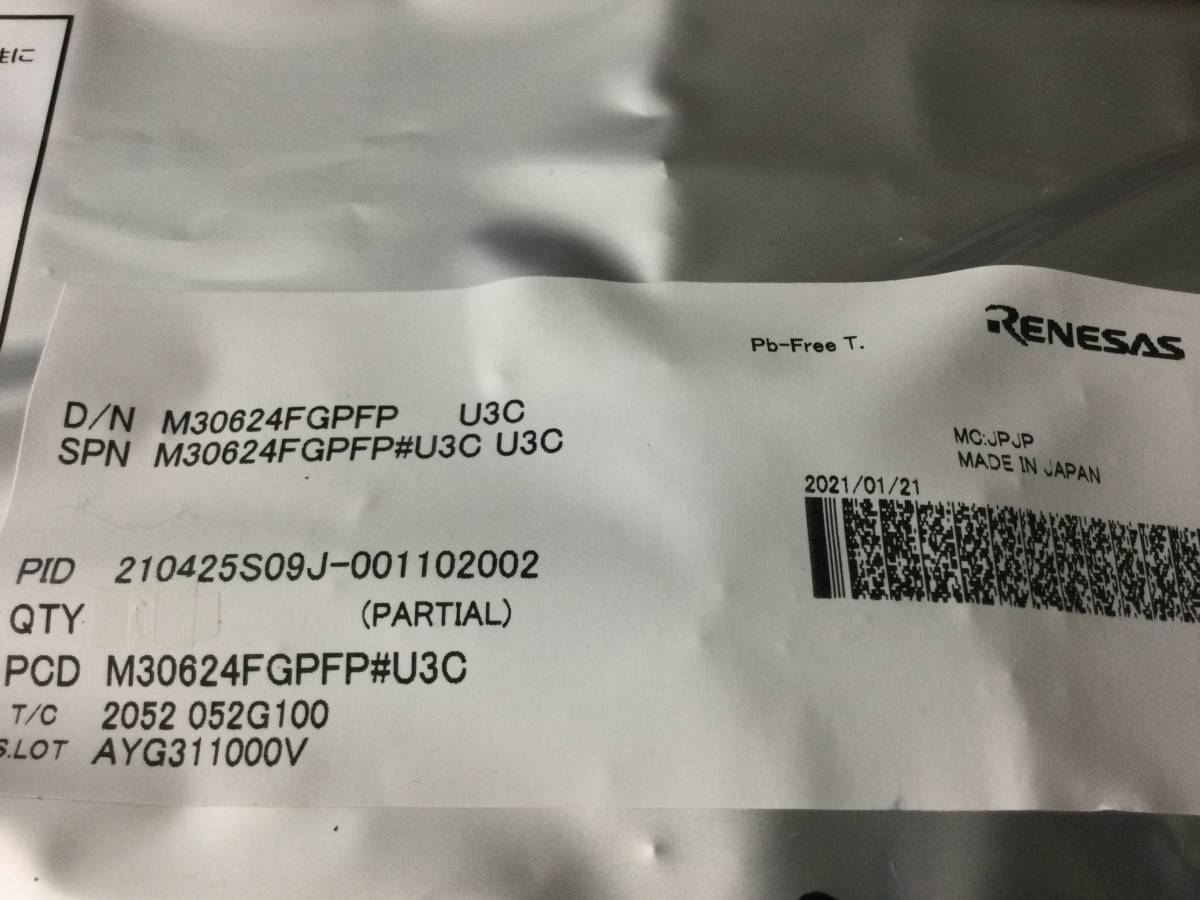 生に
RENESAS
Pb-Free T.
D/N M30624FGPFP U3C
SPN M30624FGPFP#U3C U3C
MC:JPJP
MADE IN JAPAN
2021/01/21
PID 210425S09J-001102002
QTY (PARTIAL)
PCD M30624FGPFP#U3C
T/C 2052 052G100
S.LOT AYG311000V